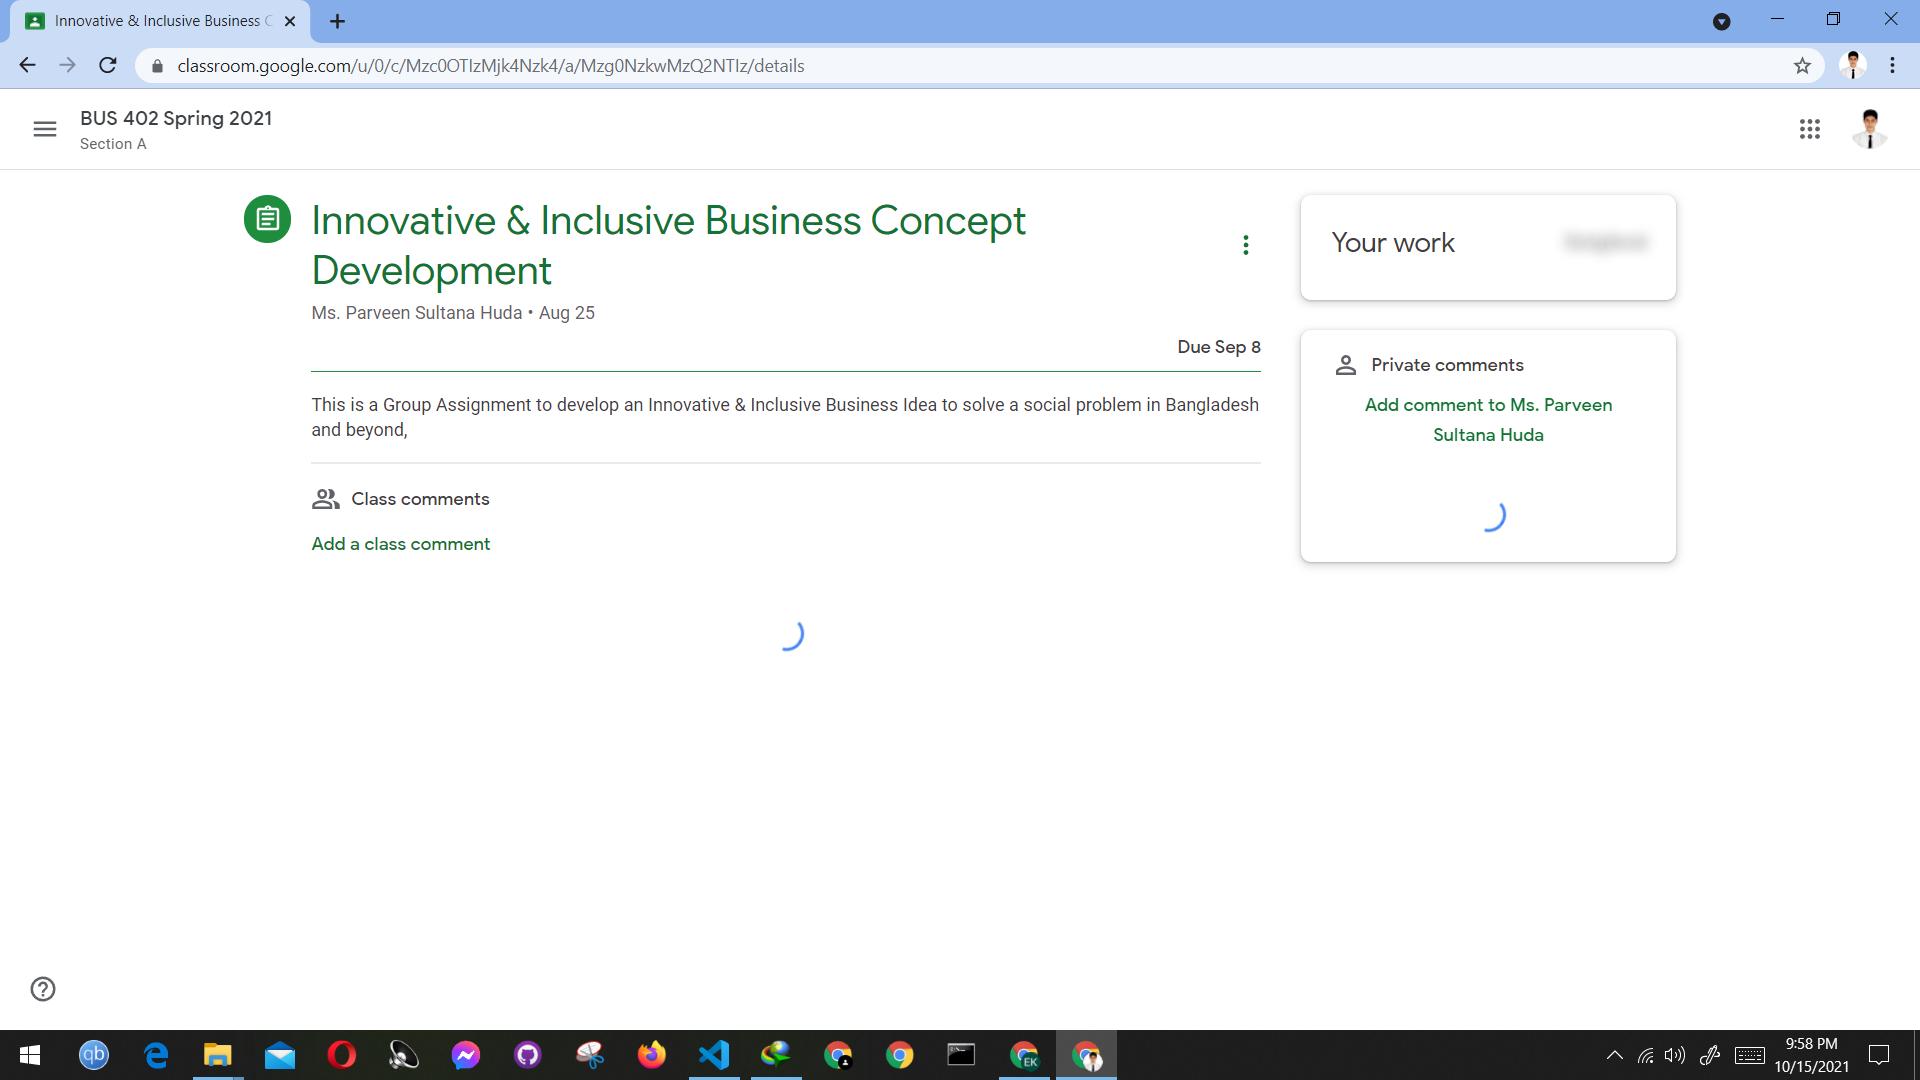 Innovative & Inclusive Business C
classroom.google.com/u/0/c/Mzc0OTIzMjk4Nzk4/a/Mzg0NzkwMzQ2NTIz/details
BUS 402 Spring 2021
Section A
Innovative & Inclusive Business Concept
Development
Ms. Parveen Sultana Huda • Aug 25
Due Sep 8
This is a Group Assignment to develop an Innovative & Inclusive Business Idea to solve a social problem in Bangladesh
and beyond,
Class comments
Add a class comment
Your work
Private comments
Add comment to Ms. Parveen
Sultana Huda
qb
EK
9:58 PM
10/15/2021